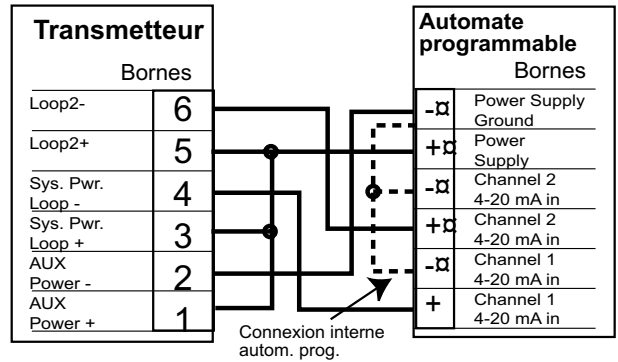 Transmetteur
Bornes
Loop2-
6
Loop2+
5
Sys. Pwr.
Loop -
4
Sys. Pwr.
Loop +
3
AUX
Power -
2
AUX
Power +
1
Automate
programmable
Bornes
-¤
Power Supply
Ground
+¤
Power
Supply
-¤
Channel 2
4-20 mA in
+¤
Channel 2
4-20 mA in
-¤
Channel 1
4-20 mA in
+
Channel 1
4-20 mA in
Connexion interne
autom. prog.